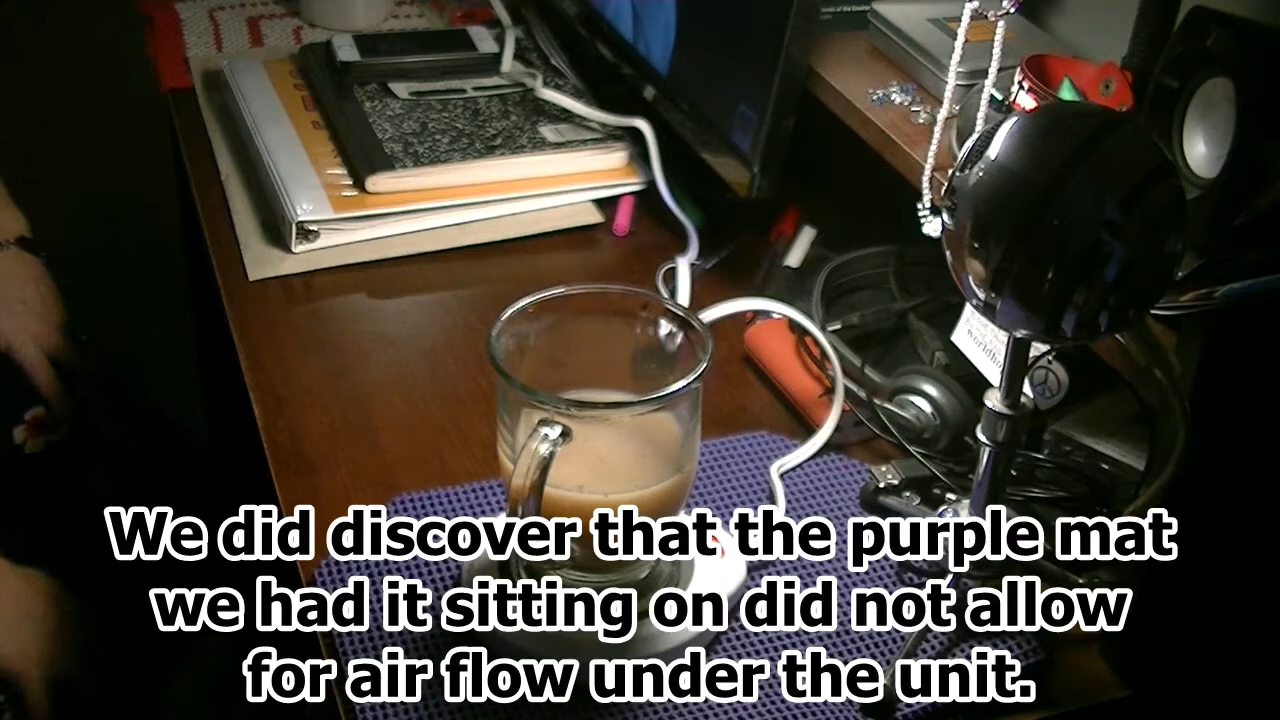 worldho
We did discover that the purple mat
we had it sitting on did not allow
for air flow under the unit.